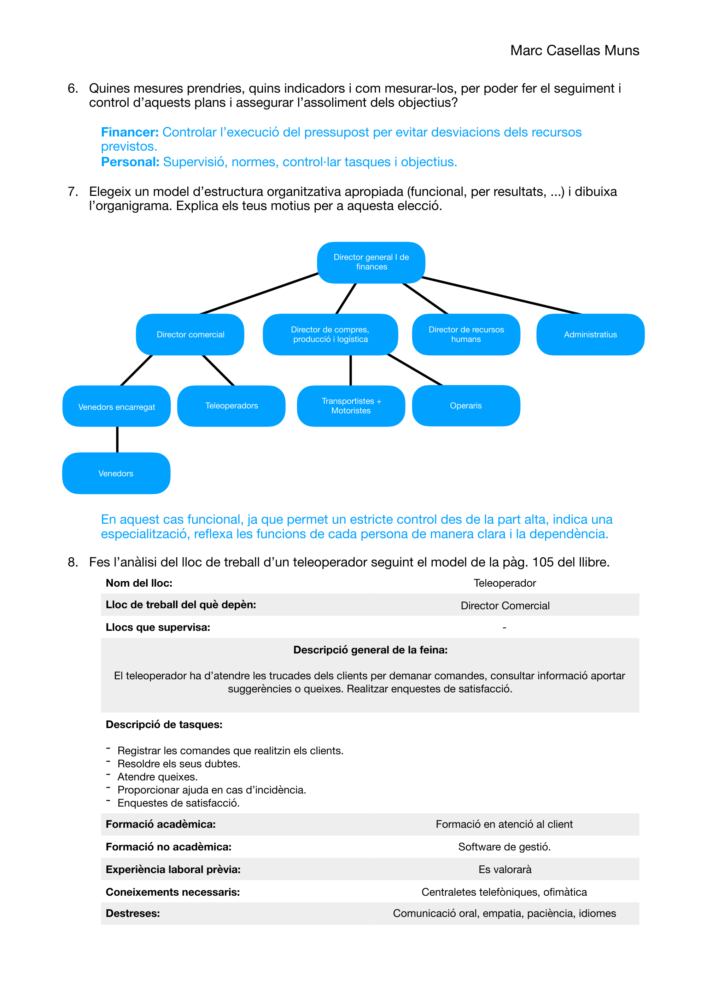 Marc Casellas Muns
6. Quines mesures prendries, quins indicadors i com mesurar-los, per poder fer el seguiment i
control d’aquests plans i assegurar l’assoliment dels objectius?
Financer: Controlar l’execució del pressupost per evitar desviacions dels recursos
previstos.
Personal: Supervisió, normes, control·lar tasques i objectius.
7. Elegeix un model d’estructura organitzativa apropiada (funcional, per resultats, ...) i dibuixa
l’organigrama. Explica els teus motius per a aquesta elecció.
Director general I de
finances
Director comercial
Director de compres,
producció i logística
Director de recursos
humans
Administratius
Venedors encarregat
Teleoperadors
Transportistes +
Motoristes
Operaris
Venedors
En aquest cas funcional, ja que permet un estricte control des de la part alta, indica una
especialització, reflexa les funcions de cada persona de manera clara i la dependència.
8. Fes l’anàlisi del lloc de treball d’un teleoperador seguint el model de la pàg. 105 del llibre.
Nom del lloc: Teleoperador
Lloc de treball del què depèn: Director Comercial
Llocs que supervisa: -
Descripció general de la feina:
El teleoperador ha d’atendre les trucades dels clients per demanar comandes, consultar informació aportar
suggerències o queixes. Realitzar enquestes de satisfacció.
Descripció de tasques:
- Registrar les comandes que realitzin els clients.
- Resoldre els seus dubtes.
- Atendre queixes.
- Proporcionar ajuda en cas d’incidència.
- Enquestes de satisfacció.
Formació acadèmica: Formació en atenció al client
Formació no acadèmica: Software de gestió.
Experiència laboral prèvia: Es valorarà
Coneixements necessaris: Centraletes telefòniques, ofimàtica
Destreses: Comunicació oral, empatia, paciència, idiomes